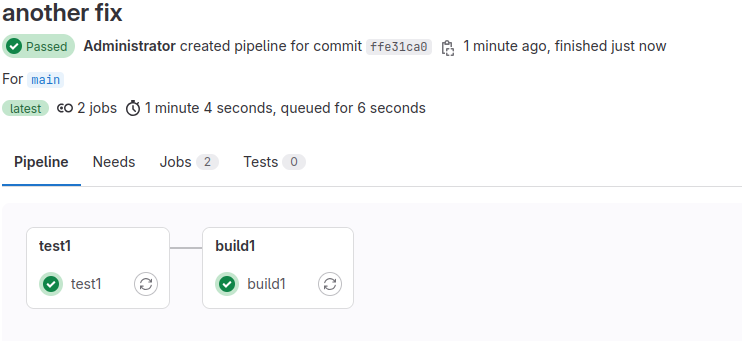 another fix
Passed Administrator created pipeline for commit ffe31ca0 1 minute ago, finished just now
For main
latest 2 jobs 1 minute 4 seconds, queued for 6 seconds
Pipeline Needs Jobs 2 Tests 0
test1 build1
test1 build1